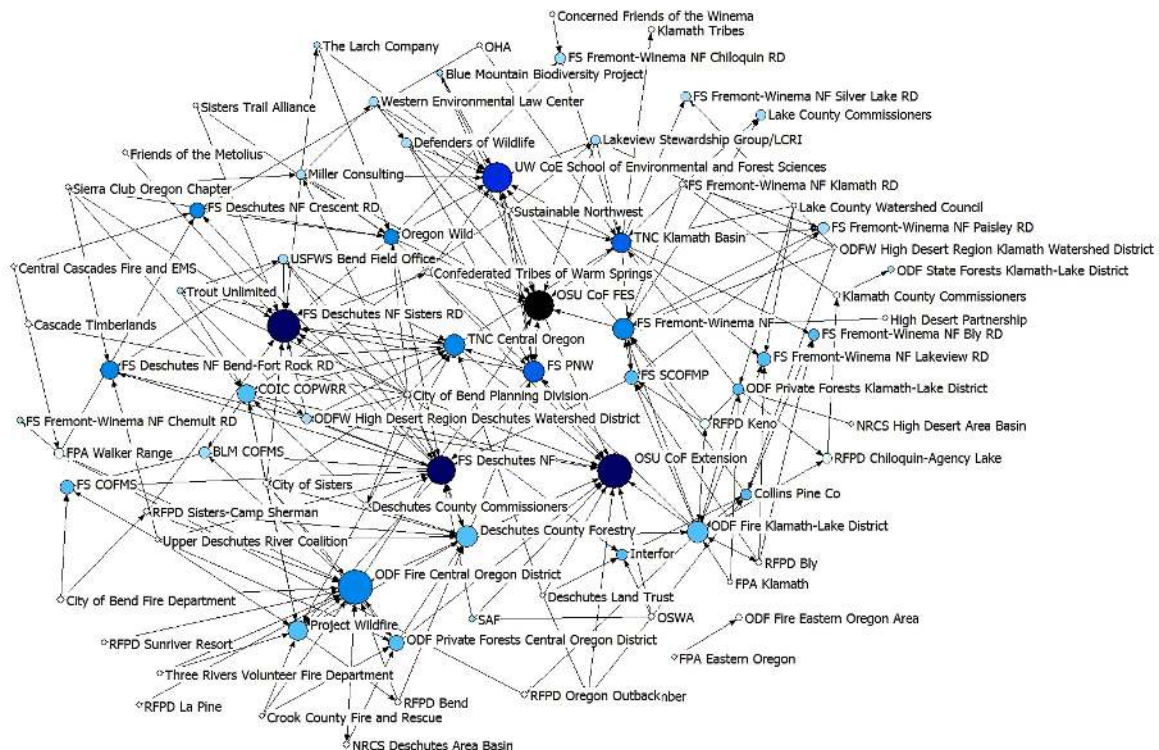 Concerned Friends of the Winema
Klamath Tribes
The Larch Company
OHA
FS Fremont-Winema NF Chiloquin RD
Blue Mountain Biodiversity Project
Western Environmental Law Center
FS Fremont-Winema NF Silver Lake RD
Sisters Trail Alliance
Lake County Commissioners
Defenders of Wildlife
Lakeview Stewardship Group/LCRI
Friends of the Metolius
UW CoE School of Environmental and Forest Sciences
Miller Consulting
Sierra Club Oregon Chapter
FS Fremont-Winema NF Klamath RD
FS Deschutes NF Crescent RD
Sustainable Northwest
Lake County Watershed Council
FS Fremont-Winema NF Paisley RD
Oregon Wild
TNC Klamath Basin
ODFW High Desert Region Klamath Watershed District
USFWS Bend Field Office
Central Cascades Fire and EMS
Confederated Tribes of Warm Springs
ODF State Forests Klamath-Lake District
Trout Unlimited
OSU CoF FES
Klamath County Commissioners
FS Deschutes NF Sisters RD
High Desert Partnership
Cascade Timberlands
FS Fremont-Winema NF
FS Fremont-Winema NF Bly RD
TNC Central Oregon
FS Fremont-Winema NF Lakeview RD
FS Deschutes NF Bend-Fort Rock RD
FS PNW
FS SCOFMP
COIC COPWRR
City of Bend Planning Division
ODF Private Forests Klamath-Lake District
FS Fremont-Winema NF Chemult RD
ODFW High Desert Region Deschutes Watershed District
RFPD Keno
NRCS High Desert Area Basin
FPA Walker Range
BLM COFMS
FS Deschutes NF
OSU CoF Extension
RFPD Chiloquin-Agency Lake
FS COFMS
City of Sisters
Collins Pine Co
Deschutes County Commissioners
RFPD Sisters-Camp Sherman
ODF Fire Klamath-Lake District
Upper Deschutes River Coalition
Deschutes County Forestry
Interfor
RFPD Bly
ODF Fire Central Oregon District
FPA Klamath
City of Bend Fire Department
Deschutes Land Trust
Project Wildfire
SAF
OSWA
ODF Fire Eastern Oregon Area
RFPD Sunriver Resort
ODF Private Forests Central Oregon District
FPA Eastern Oregon
Three Rivers Volunteer Fire Department
RFPD La Pine
RFPD Bend
RFPD Oregon Outback
Crook County Fire and Rescue
NRCS Deschutes Area Basin